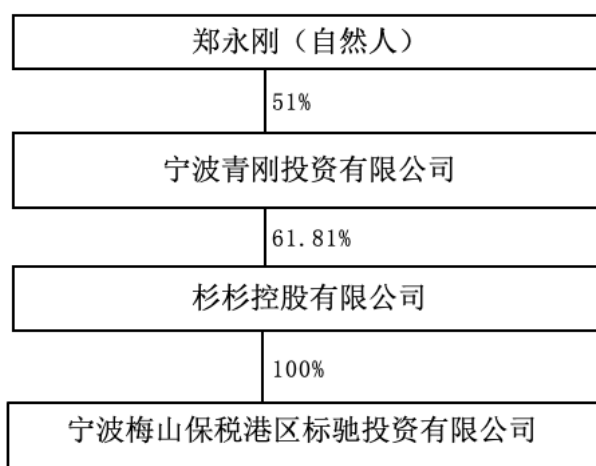 郑永刚（自然人）
51%
宁波青刚投资有限公司
61.81%
杉杉控股有限公司
100%
宁波梅山保税港区标驰投资有限公司